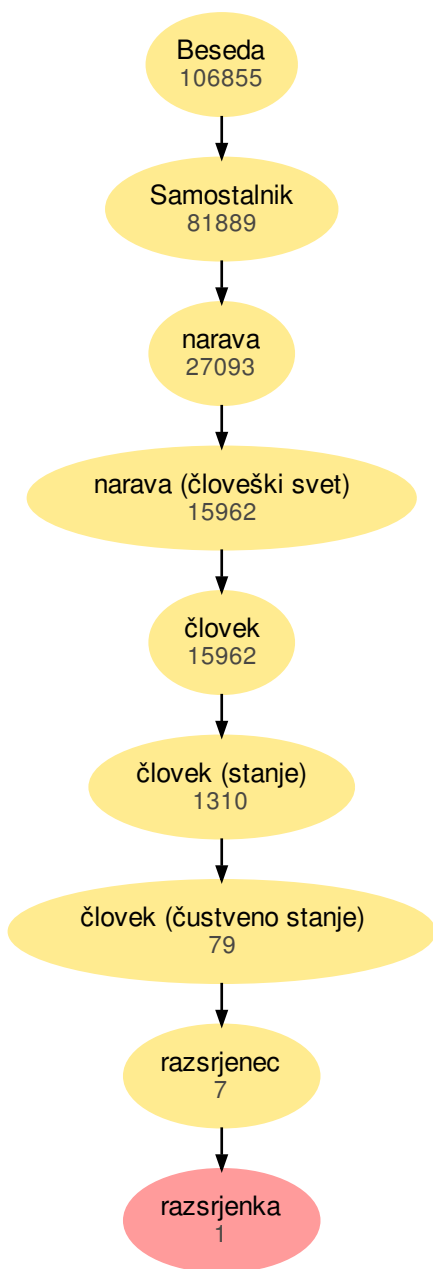 Beseda
106855
Samostalnik
81889
narava
27093
narava (človeški svet)
15962
človek
15962
človek (stanje)
1310
človek (čustveno stanje)
79
razsrjenec
7
razsrjenka
1